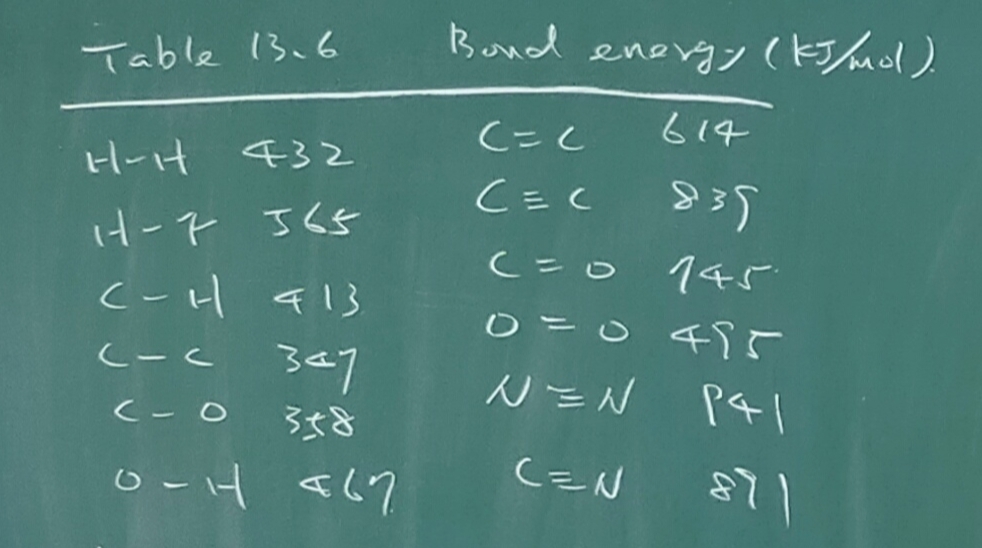 Table 13.6 Bond energy (kJ/mol).
H-H 432 C=C 614
H-F 565 C≡C 839
C-H 413 C=O 745
C-C 347 O=O 495
C-O 358 N≡N 941
O-H 467 C≡N 891